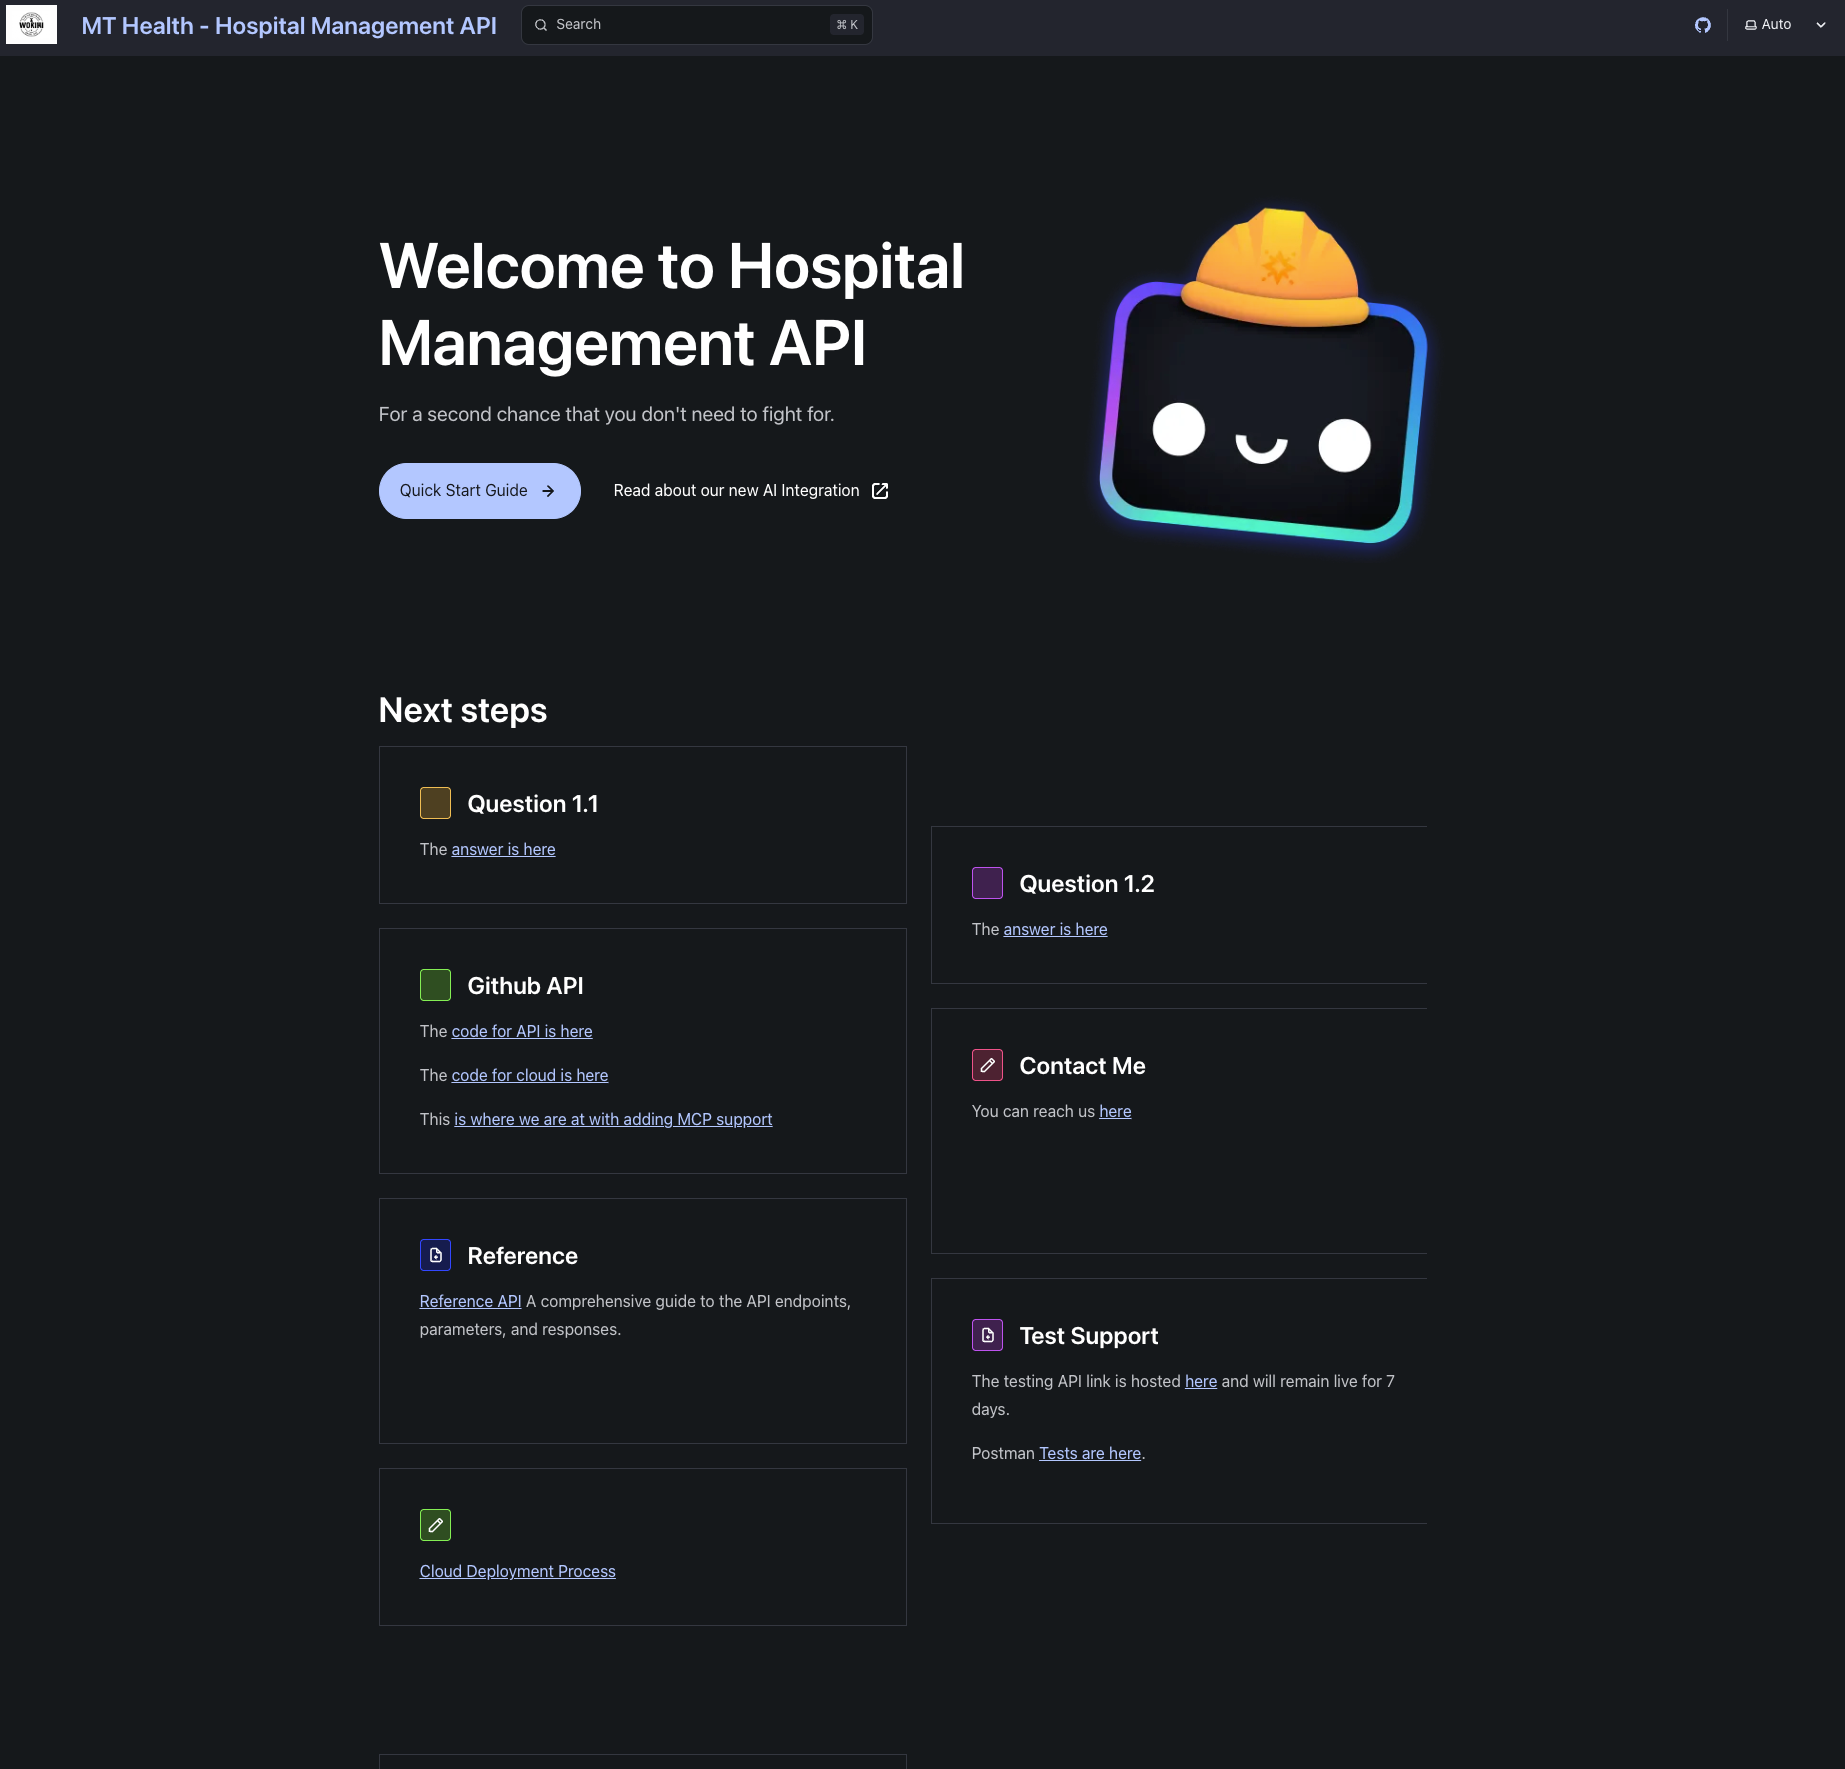 WOKINI
MT Health - Hospital Management API
Search
⌘ K
Auto
Welcome to Hospital
Management API
For a second chance that you don't need to fight for.
Quick Start Guide
Read about our new AI Integration
Next steps
Question 1.1
The answer is here
Question 1.2
The answer is here
Github API
The code for API is here
The code for cloud is here
This is where we are at with adding MCP support
Contact Me
You can reach us here
Reference
Reference API A comprehensive guide to the API endpoints,
parameters, and responses.
Test Support
The testing API link is hosted here and will remain live for 7
days.
Postman Tests are here.
Cloud Deployment Process